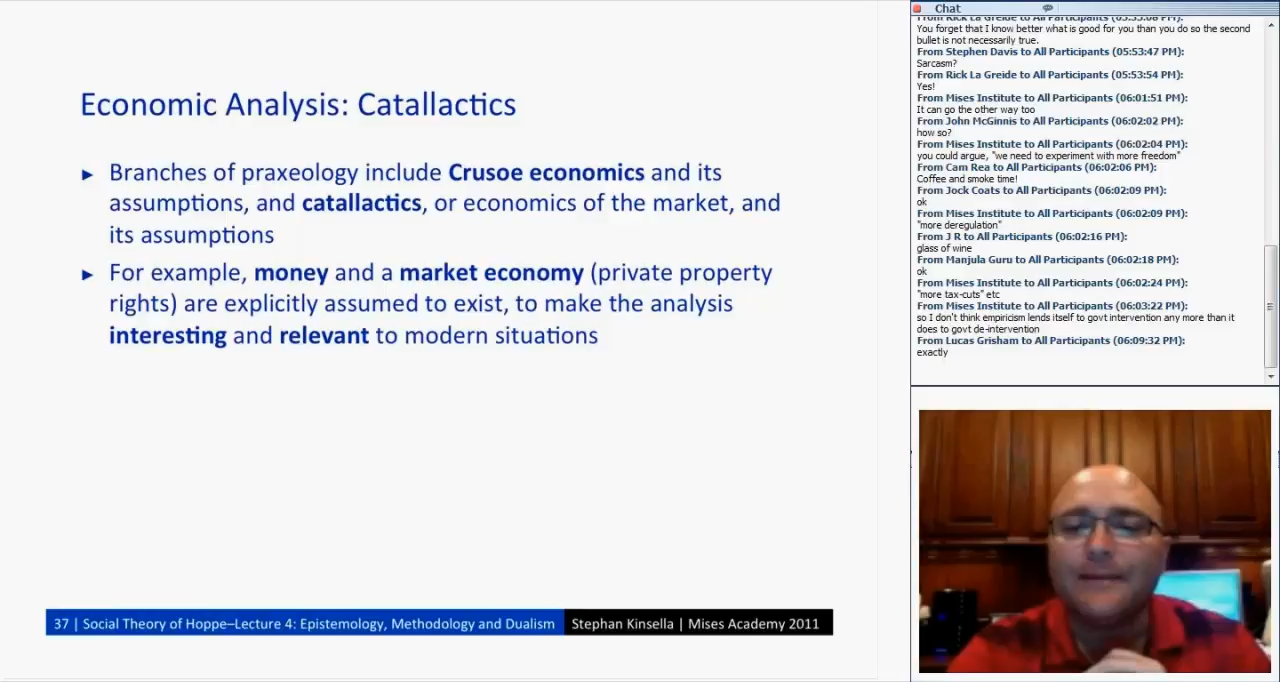 Economic Analysis: Catallactics
► Branches of praxeology include Crusoe economics and its
assumptions, and catallactics, or economics of the market, and
its assumptions
► For example, money and a market economy (private property
rights) are explicitly assumed to exist, to make the analysis
interesting and relevant to modern situations
37 | Social Theory of Hoppe–Lecture 4: Epistemology, Methodology and Dualism
Stephan Kinsella | Mises Academy 2011
Chat
From Rick La Greide to All Participants
You forget that I know better what is good for you than you do so the second
bullet is not necessarily true.
From Stephen Davis to All Participants (05:53:47 PM):
Sarcasm?
From Rick La Greide to All Participants (05:53:54 PM):
Yes!
From Mises Institute to All Participants (06:01:51 PM):
It can go the other way too
From John McGinnis to All Participants (06:02:02 PM):
how so?
From Mises Institute to All Participants (06:02:04 PM):
you could argue, "we need to experiment with more freedom"
From Cam Rea to All Participants (06:02:06 PM):
Coffee and smoke time!
From Jock Coats to All Participants (06:02:09 PM):
ok
From Mises Institute to All Participants (06:02:09 PM):
"more deregulation"
From J R to All Participants (06:02:16 PM):
glass of wine
From Manjula Guru to All Participants (06:02:18 PM):
ok
From Mises Institute to All Participants (06:02:24 PM):
"more tax-cuts" etc
From Mises Institute to All Participants (06:03:22 PM):
so I don't think empiricism lends itself to govt intervention any more than it
does to govt de-intervention
From Lucas Grisham to All Participants (06:09:32 PM):
exactly